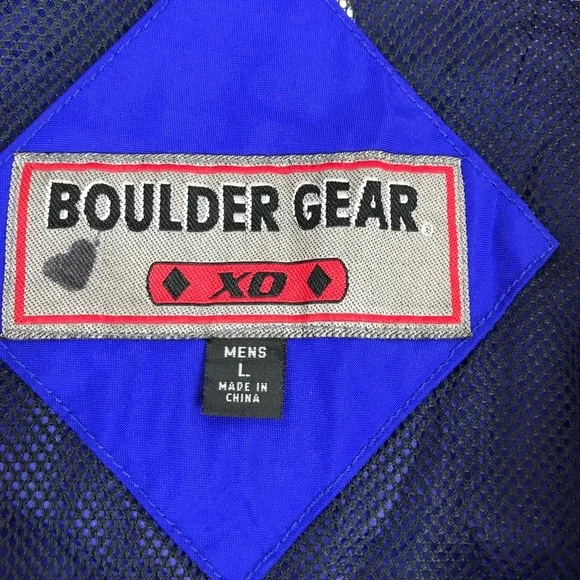 BOULDER GEAR®
XO
MENS
L
MADE IN
CHINA